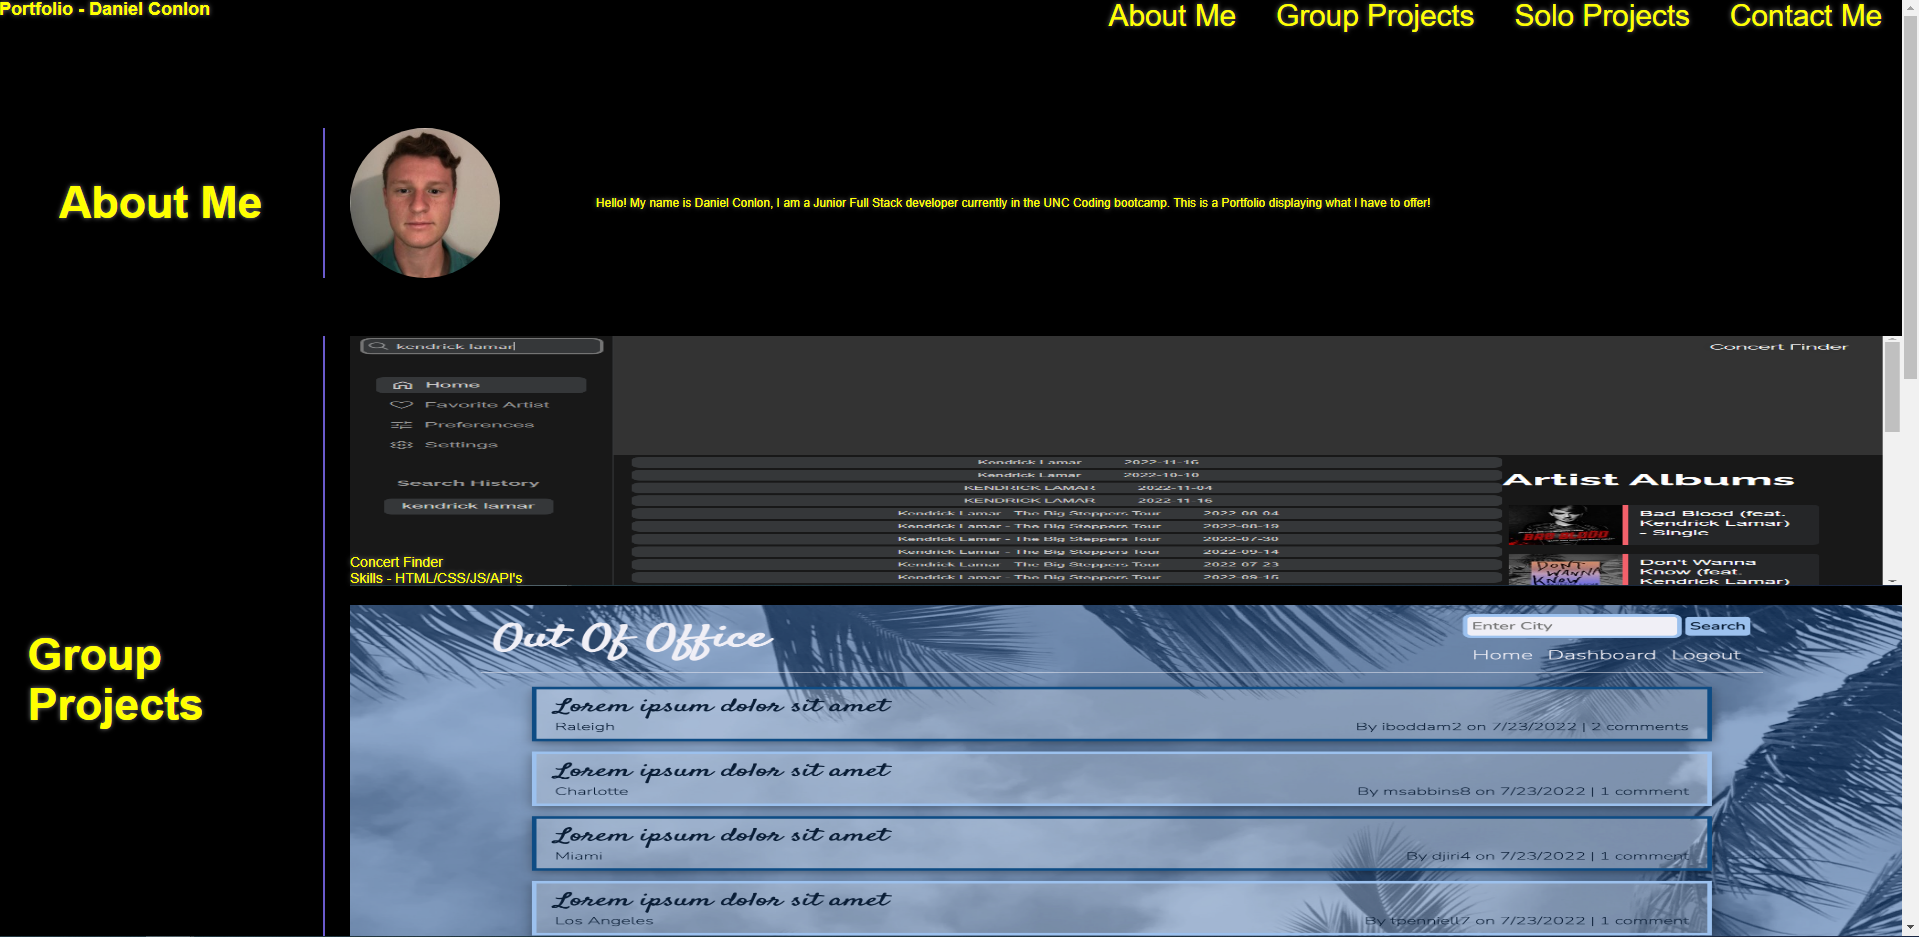 Portfolio - Daniel Conlon
About Me
Group Projects
Solo Projects
Contact Me
About Me
Hello! My name is Daniel Conlon, I am a Junior Full Stack developer currently in the UNC Coding bootcamp. This is a Portfolio displaying what I have to offer!
Group
Projects
kendrick lamar
Concert Finder
Home
Favorite Artist
Preferences
Settings
Search History
kendrick lamar
Kendrick Lamar 2022-11-16
Kendrick Lamar 2022-10-10
KENDRICK LAMAR 2022-11-04
KENDRICK LAMAR 2022-11-16
Kendrick Lamar - The Big Steppers Tour 2022-08-04
Kendrick Lamar - The Big Steppers Tour 2022-08-19
Kendrick Lamar - The Big Steppers Tour 2022-07-30
Kendrick Lamar - The Big Steppers Tour 2022-09-14
Kendrick Lamar - The Big Steppers Tour 2022-07-23
Kendrick Lamar - The Big Steppers Tour 2022-09-16
Artist Albums
BAD BLOOD
Bad Blood (feat.
Kendrick Lamar)
- Single
DON'T
WANNA
KNOW
Don't Wanna
Know (feat.
Kendrick Lamar)
Concert Finder
Skills - HTML/CSS/JS/API's
Out Of Office
Enter City
Search
Home Dashboard Logout
Lorem ipsum dolor sit amet
Raleigh
By iboddam2 on 7/23/2022 | 2 comments
Lorem ipsum dolor sit amet
Charlotte
By msabbins8 on 7/23/2022 | 1 comment
Lorem ipsum dolor sit amet
Miami
By djiri4 on 7/23/2022 | 1 comment
Lorem ipsum dolor sit amet
Los Angeles
By tpenniell7 on 7/23/2022 | 1 comment